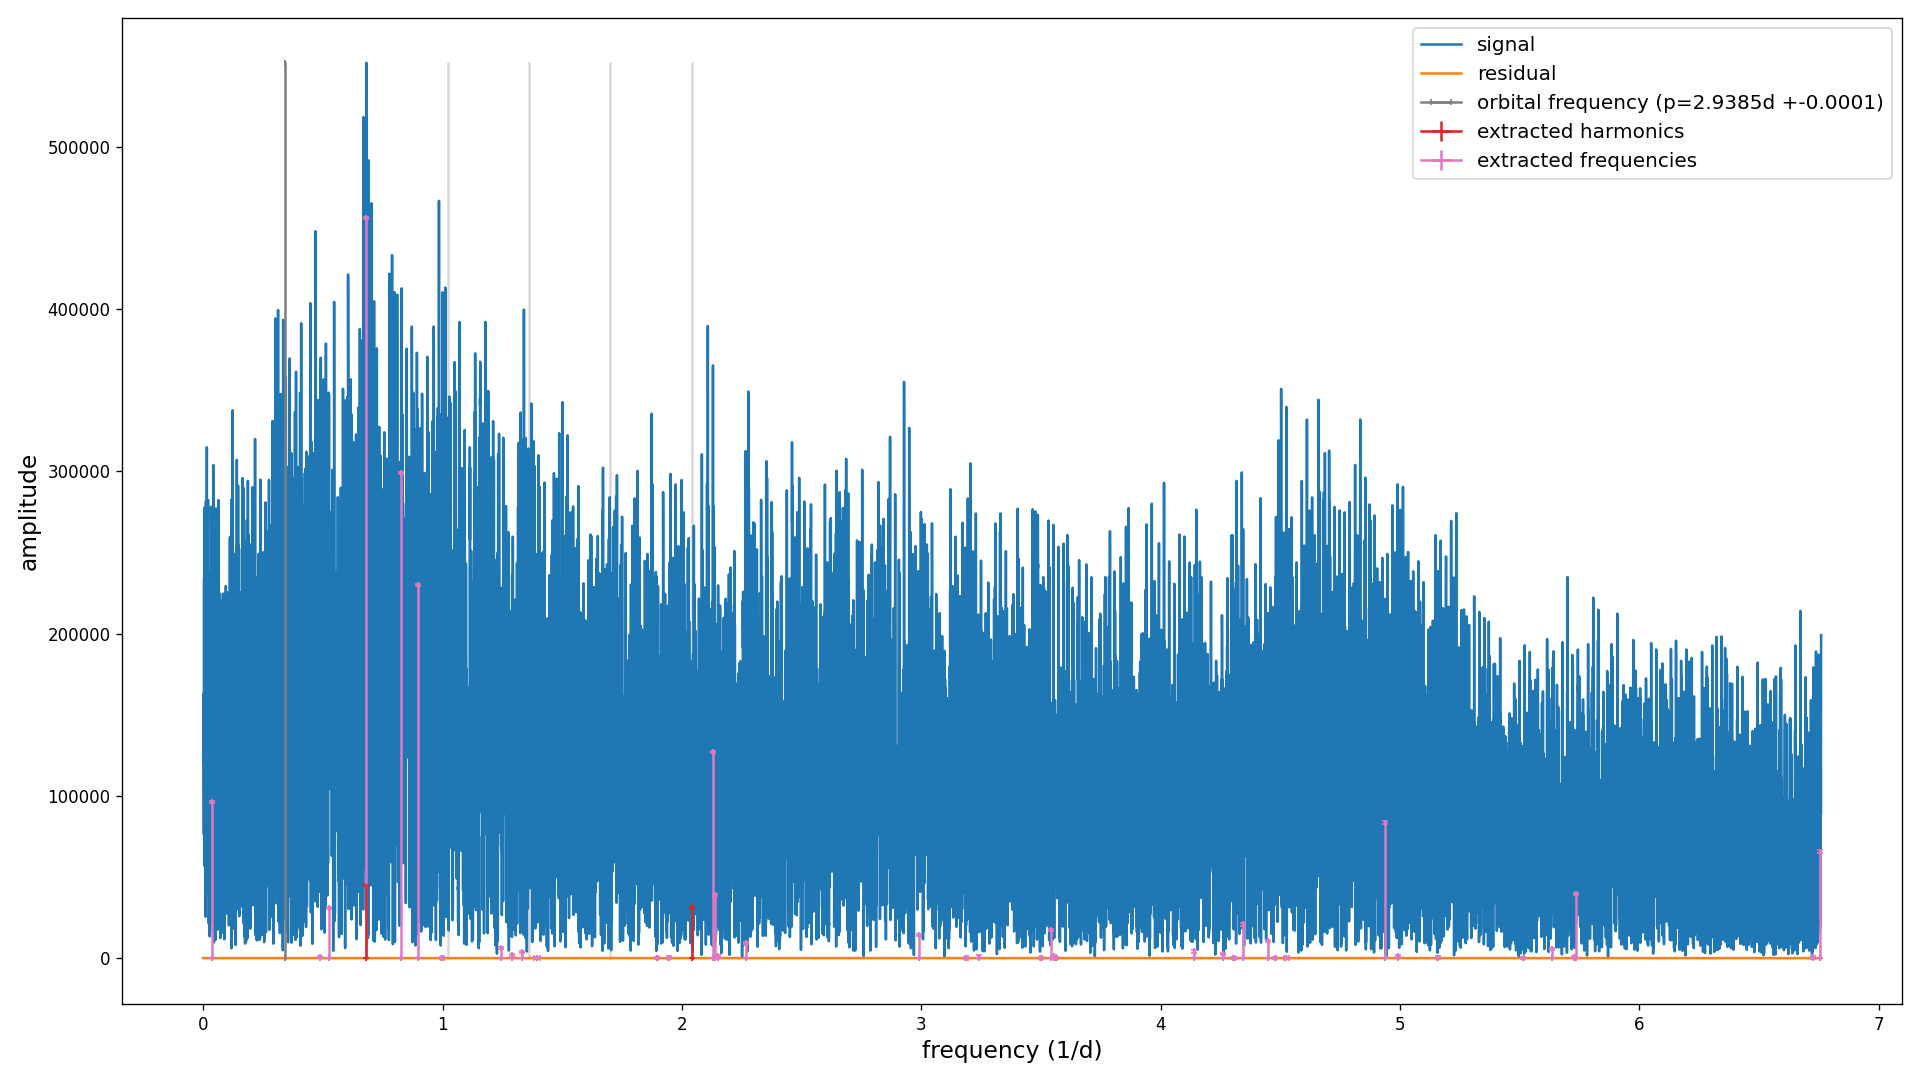 signal
residual
orbital frequency (p=2.9385d +-0.0001)
extracted harmonics
extracted frequencies
500000
400000
300000
200000
100000
0
amplitude
0 1 2 3 4 5 6 7
frequency (1/d)